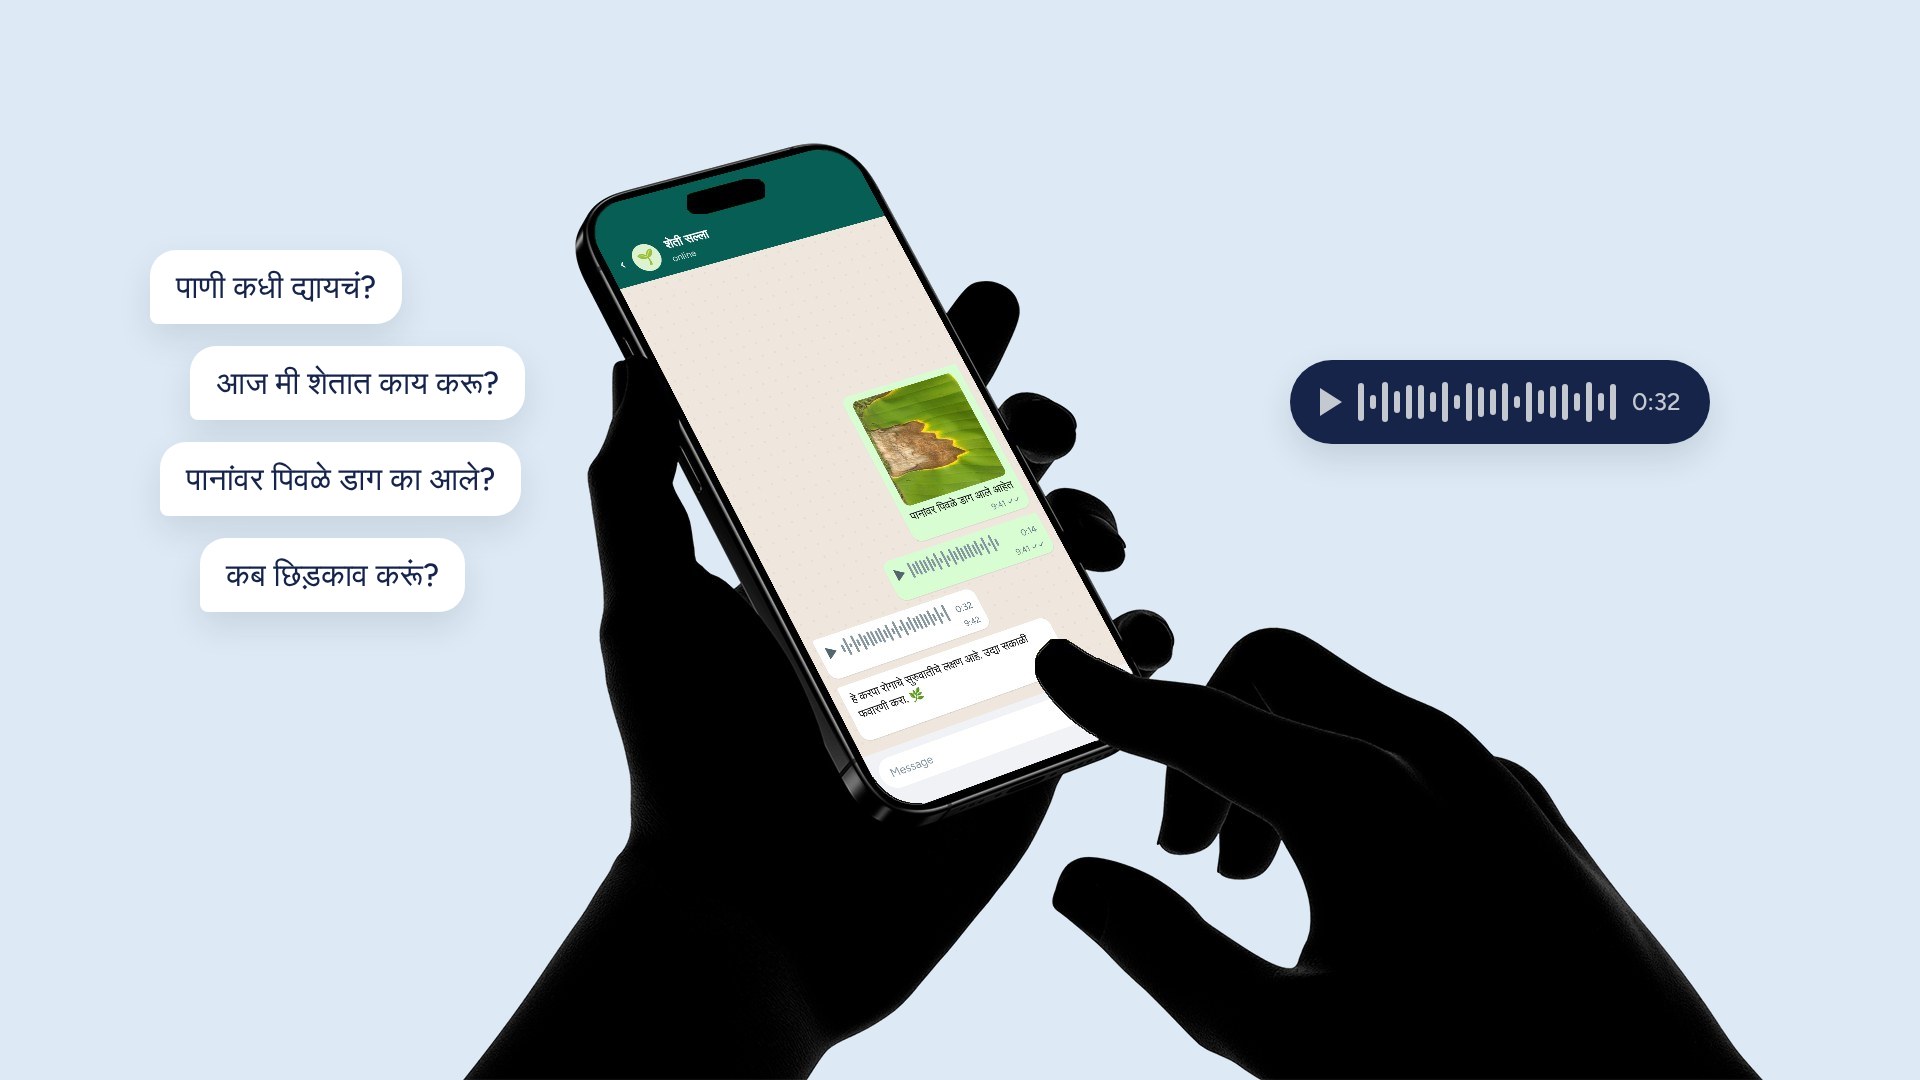 पाणी कधी द्यायचं?
आज मी शेतात काय करू?
पानांवर पिवळे डाग का आले?
कब छिड़काव करूं?
शेती सल्ला
online
पानांवर पिवळे डाग आले आहेत
9:41
0:14
9:41
0:32
9:42
हे करपा रोगाचे सुरुवातीचे लक्षण आहे. उद्या सकाळी
फवारणी करा. 🌿
Message
0:32